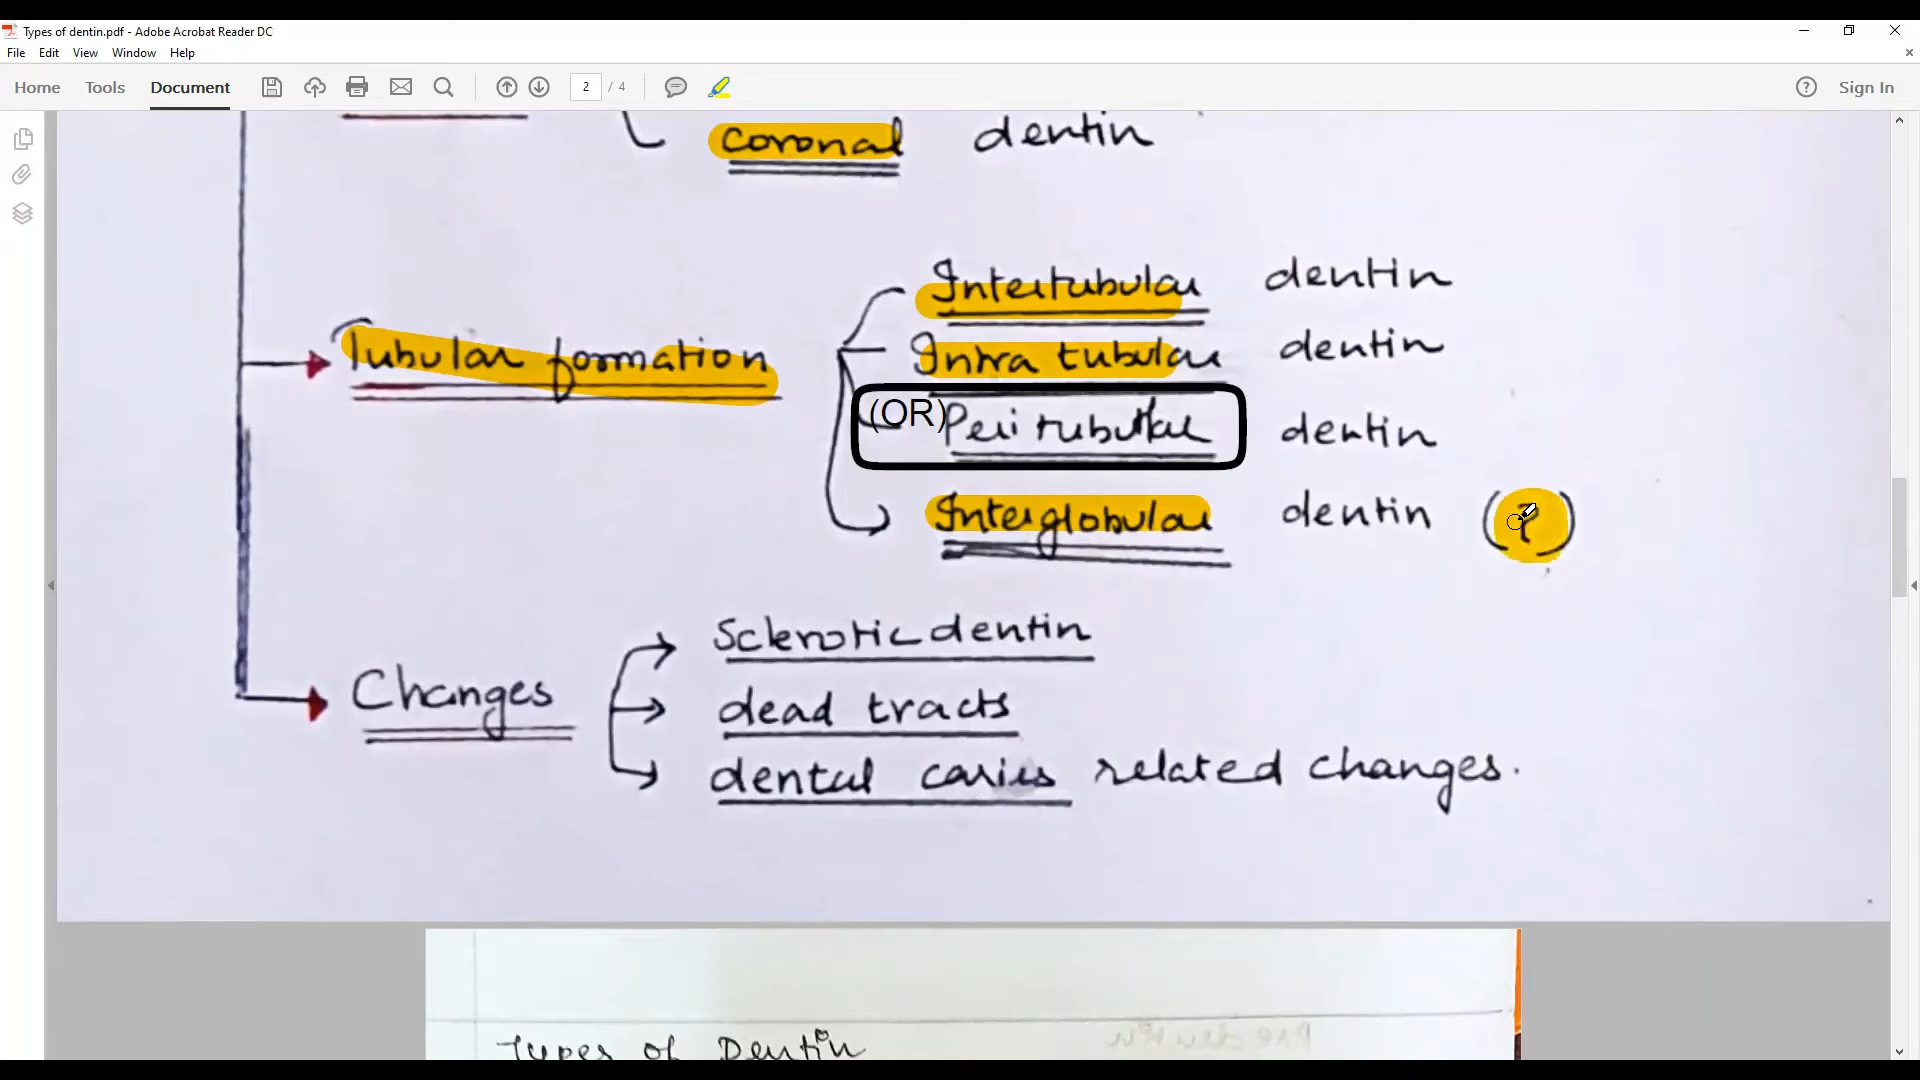 Types of dentin.pdf - Adobe Acrobat Reader DC
File Edit View Window Help
Home Tools Document 2 / 4 Sign In
coronal dentin
Intertubular dentin
Tubular formation
Intra tubular dentin
(OR) Peri tubular dentin
Interglobular dentin (?)
Sclerotic dentin
Changes
dead tracts
dental caries related changes.
Types of Dentin